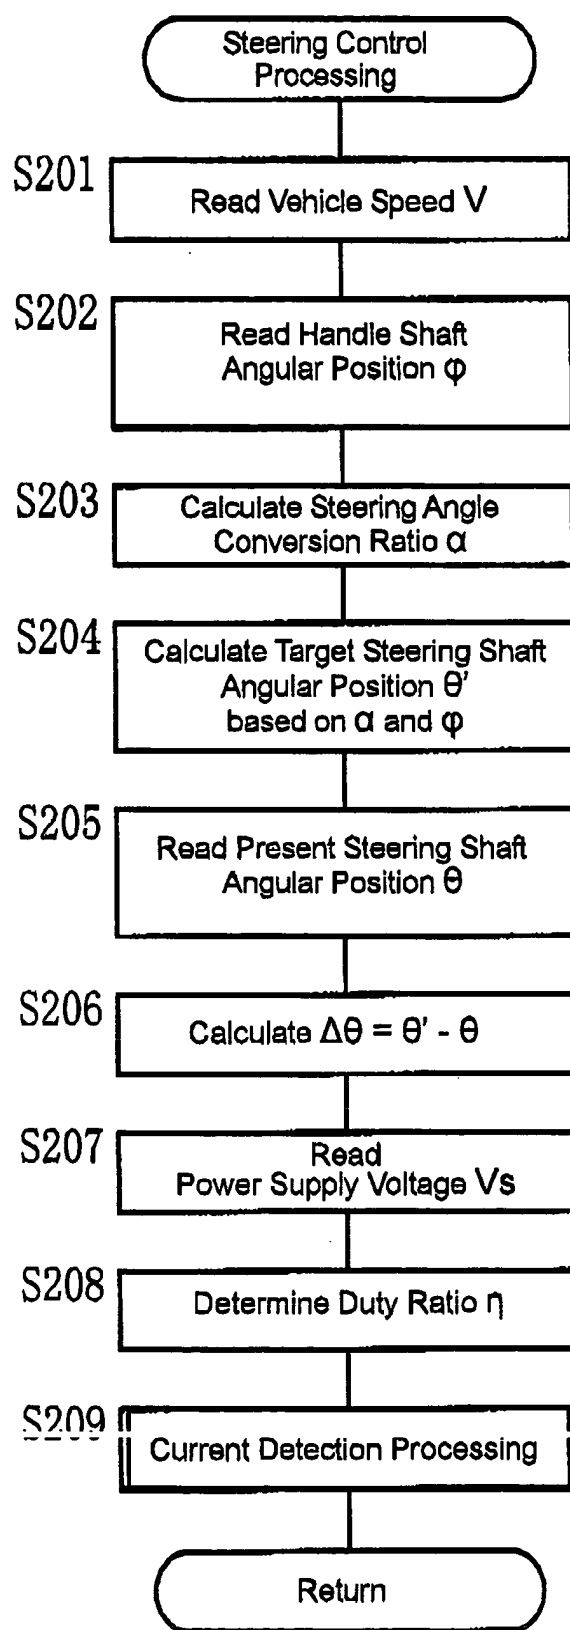 Steering Control
Processing
S201
Read Vehicle Speed V
S202
Read Handle Shaft
Angular Position φ
S203
Calculate Steering Angle
Conversion Ratio α
S204
Calculate Target Steering Shaft
Angular Position θ'
based on α and φ
S205
Read Present Steering Shaft
Angular Position θ
S206
Calculate Δθ = θ' - θ
S207
Read
Power Supply Voltage Vs
S208
Determine Duty Ratio η
S209
Current Detection Processing
Return